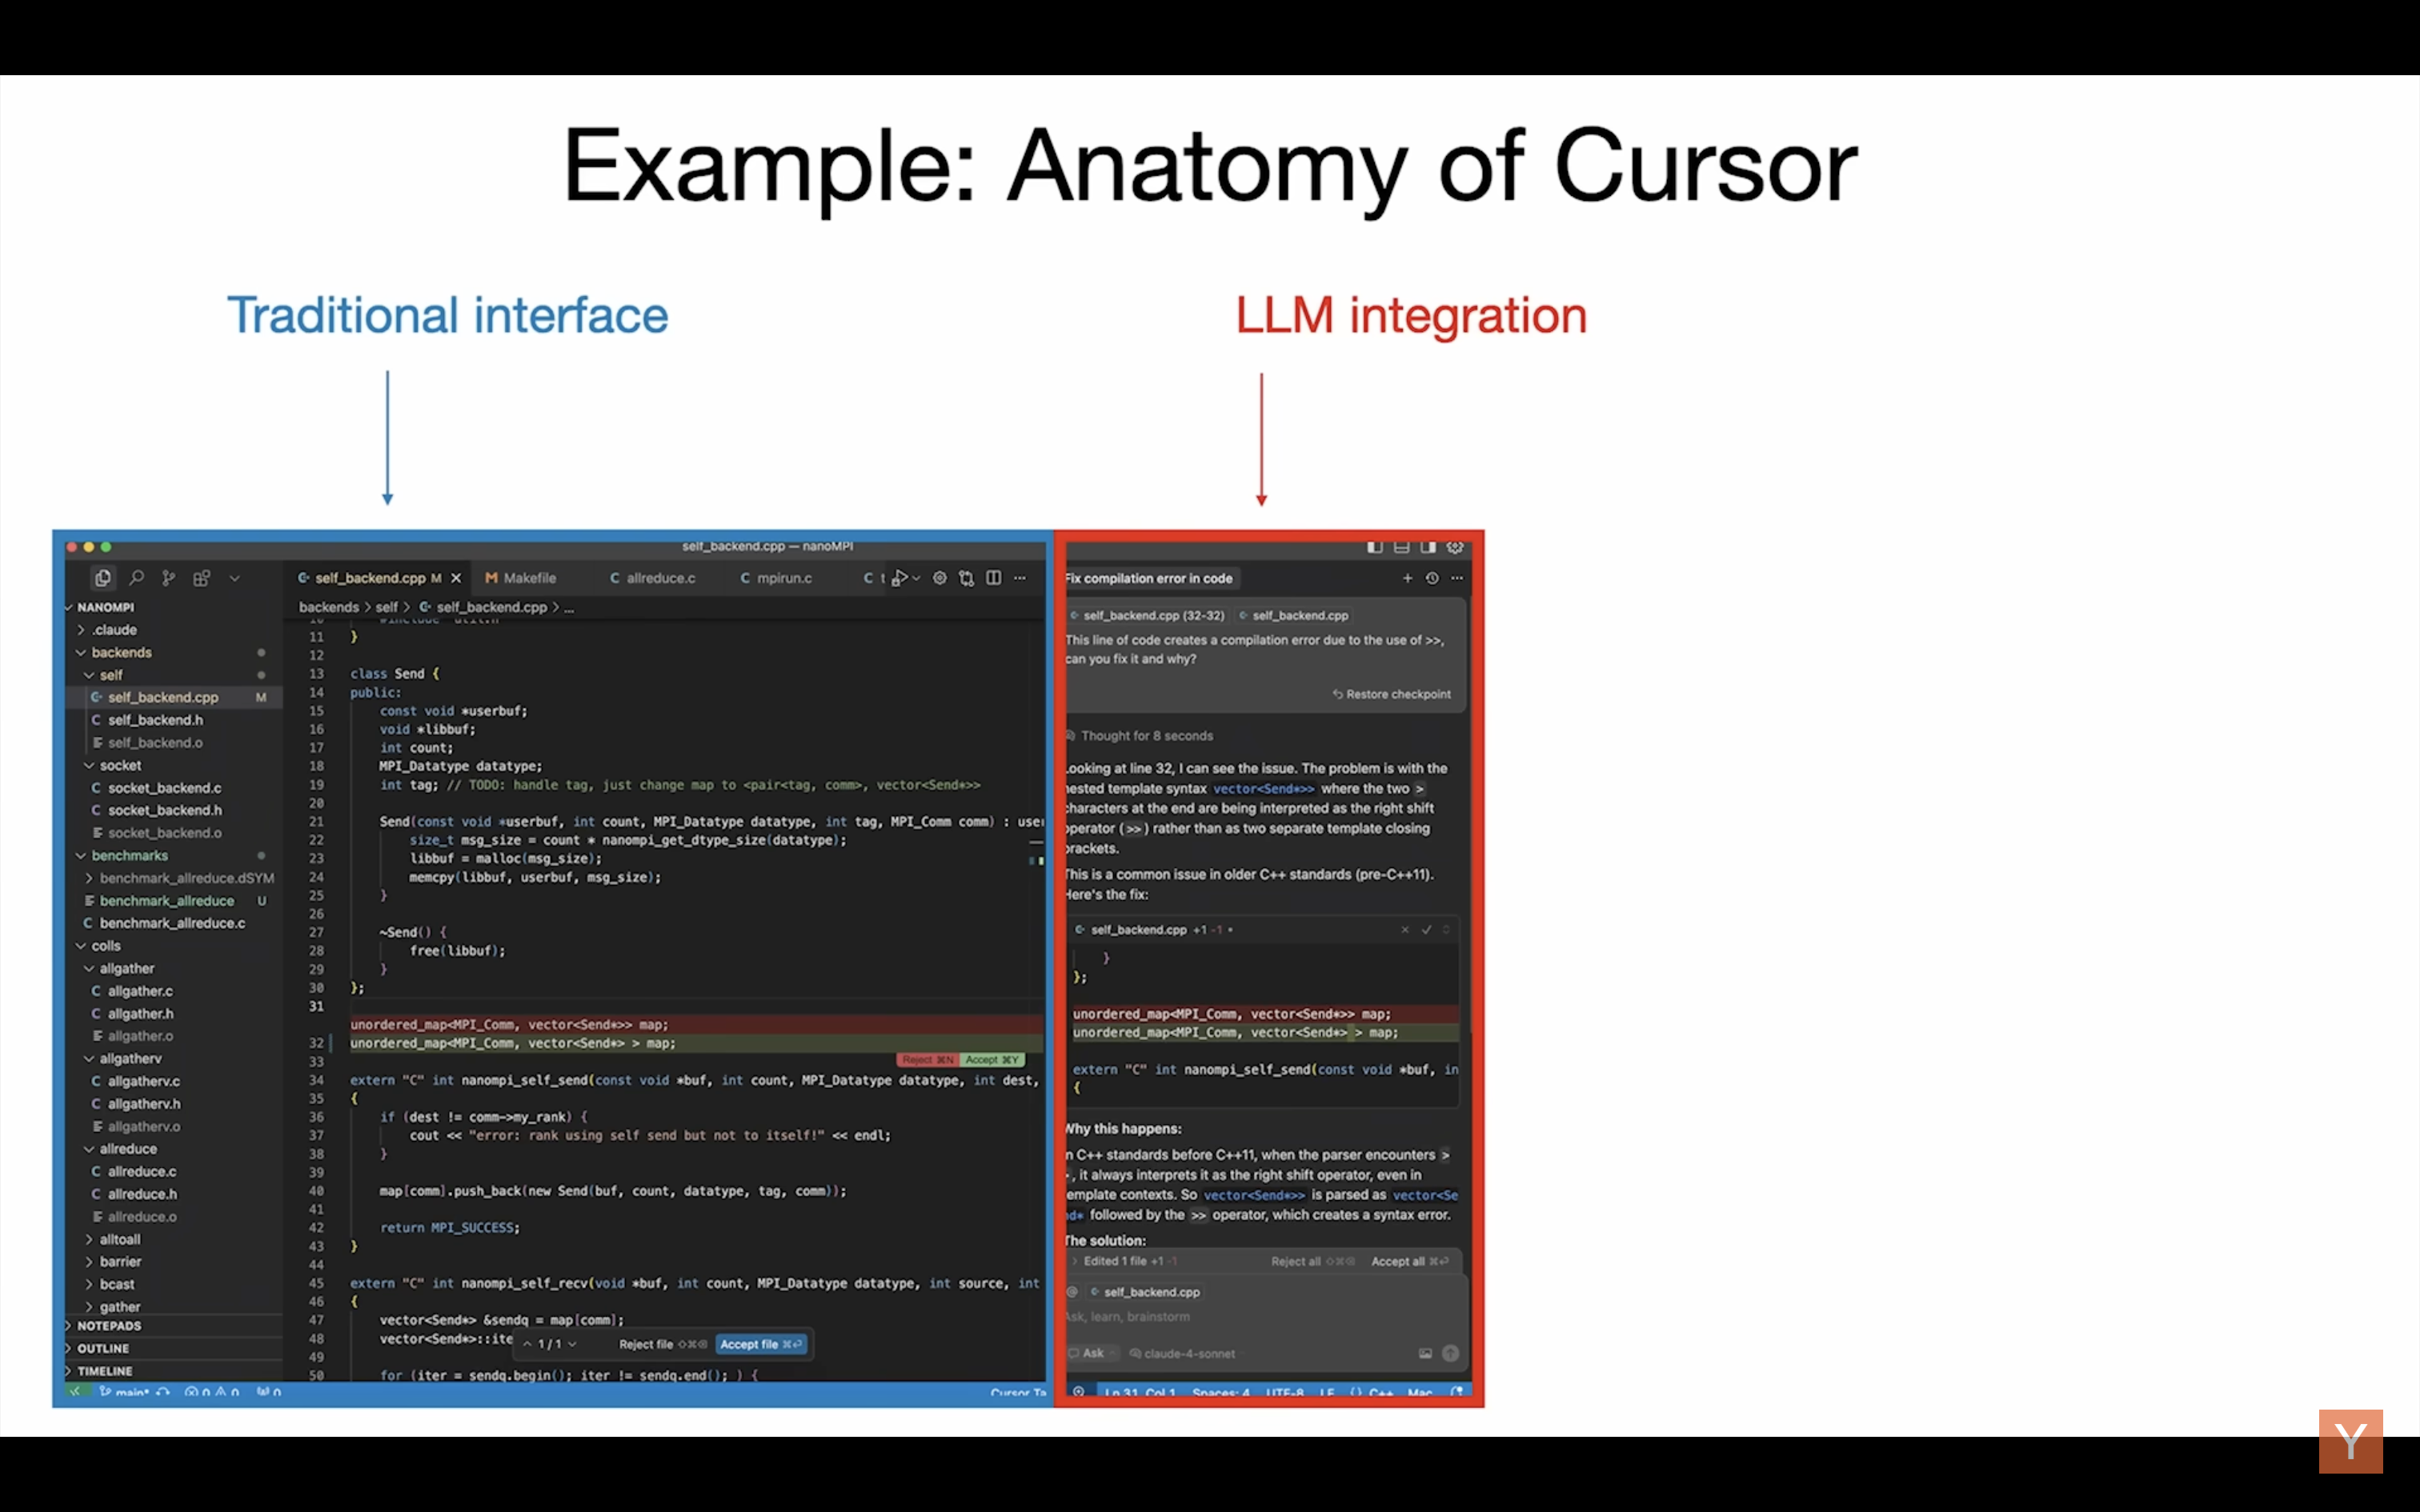 Example: Anatomy of Cursor
Traditional interface
LLM integration
self_backend.cpp — nanoMPI
self_backend.cpp M
Makefile
C allreduce.c
C mpirun.c
C t
backends > self > self_backend.cpp > ...
NANOMPI
.claude
backends
self
self_backend.cpp M
C self_backend.h
self_backend.o
socket
C socket_backend.c
C socket_backend.h
socket_backend.o
benchmarks
benchmark_allreduce.dSYM
benchmark_allreduce U
C benchmark_allreduce.c
colls
allgather
C allgather.c
C allgather.h
allgather.o
allgatherv
C allgatherv.c
C allgatherv.h
allgatherv.o
allreduce
C allreduce.c
C allreduce.h
allreduce.o
alltoall
barrier
bcast
gather
NOTEPADS
OUTLINE
TIMELINE
11 }
12
13 class Send {
14 public:
15 const void *userbuf;
16 void *libbuf;
17 int count;
18 MPI_Datatype datatype;
19 int tag; // TODO: handle tag, just change map to <pair<tag, comm>, vector<Send*>>
20
21 Send(const void *userbuf, int count, MPI_Datatype datatype, int tag, MPI_Comm comm) : user
22 size_t msg_size = count * nanompi_get_dtype_size(datatype);
23 libbuf = malloc(msg_size);
24 memcpy(libbuf, userbuf, msg_size);
25 }
26
27 ~Send() {
28 free(libbuf);
29 }
30 };
31
unordered_map<MPI_Comm, vector<Send*>> map;
32 unordered_map<MPI_Comm, vector<Send*> > map;
33
Reject ⌘N Accept ⌘Y
34 extern "C" int nanompi_self_send(const void *buf, int count, MPI_Datatype datatype, int dest,
35 {
36 if (dest != comm->my_rank) {
37 cout << "error: rank using self send but not to itself!" << endl;
38 }
39
40 map[comm].push_back(new Send(buf, count, datatype, tag, comm));
41
42 return MPI_SUCCESS;
43 }
44
45 extern "C" int nanompi_self_recv(void *buf, int count, MPI_Datatype datatype, int source, int
46 {
47 vector<Send*> &sendq = map[comm];
48 vector<Send*>::ite
49
50 for (iter = sendq.begin(); iter != sendq.end(); ) {
1 / 1 Reject file Accept file
main* 0 0 0
Cursor Ta
Fix compilation error in code
self_backend.cpp (32-32) self_backend.cpp
This line of code creates a compilation error due to the use of >>,
can you fix it and why?
Restore checkpoint
Thought for 8 seconds
Looking at line 32, I can see the issue. The problem is with the
nested template syntax vector<Send*>> where the two >
characters at the end are being interpreted as the right shift
operator (>>) rather than as two separate template closing
brackets.
This is a common issue in older C++ standards (pre-C++11).
Here's the fix:
self_backend.cpp +1 -1
}
};
unordered_map<MPI_Comm, vector<Send*>> map;
unordered_map<MPI_Comm, vector<Send*> > map;
extern "C" int nanompi_self_send(const void *buf, in
{
Why this happens:
In C++ standards before C++11, when the parser encounters >
>, it always interprets it as the right shift operator, even in
template contexts. So vector<Send*>> is parsed as vector<Se
nd* followed by the >> operator, which creates a syntax error.
The solution:
Edited 1 file +1 -1 Reject all Accept all
@ self_backend.cpp
Ask, learn, brainstorm
Ask claude-4-sonnet
Ln 31, Col 1 Spaces: 4 UTF-8 LF {} C++ Mac
Y